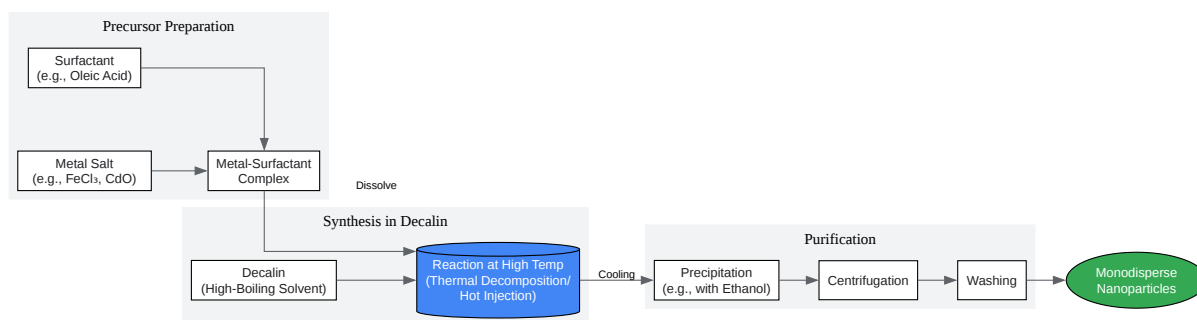 Precursor Preparation
Surfactant
(e.g., Oleic Acid)
Metal Salt
(e.g., FeCl₃, CdO)
Metal-Surfactant
Complex
Dissolve
Synthesis in Decalin
Decalin
(High-Boiling Solvent)
Reaction at High Temp
(Thermal Decomposition/
Hot Injection)
Cooling
Purification
Precipitation
(e.g., with Ethanol)
Centrifugation
Washing
Monodisperse
Nanoparticles